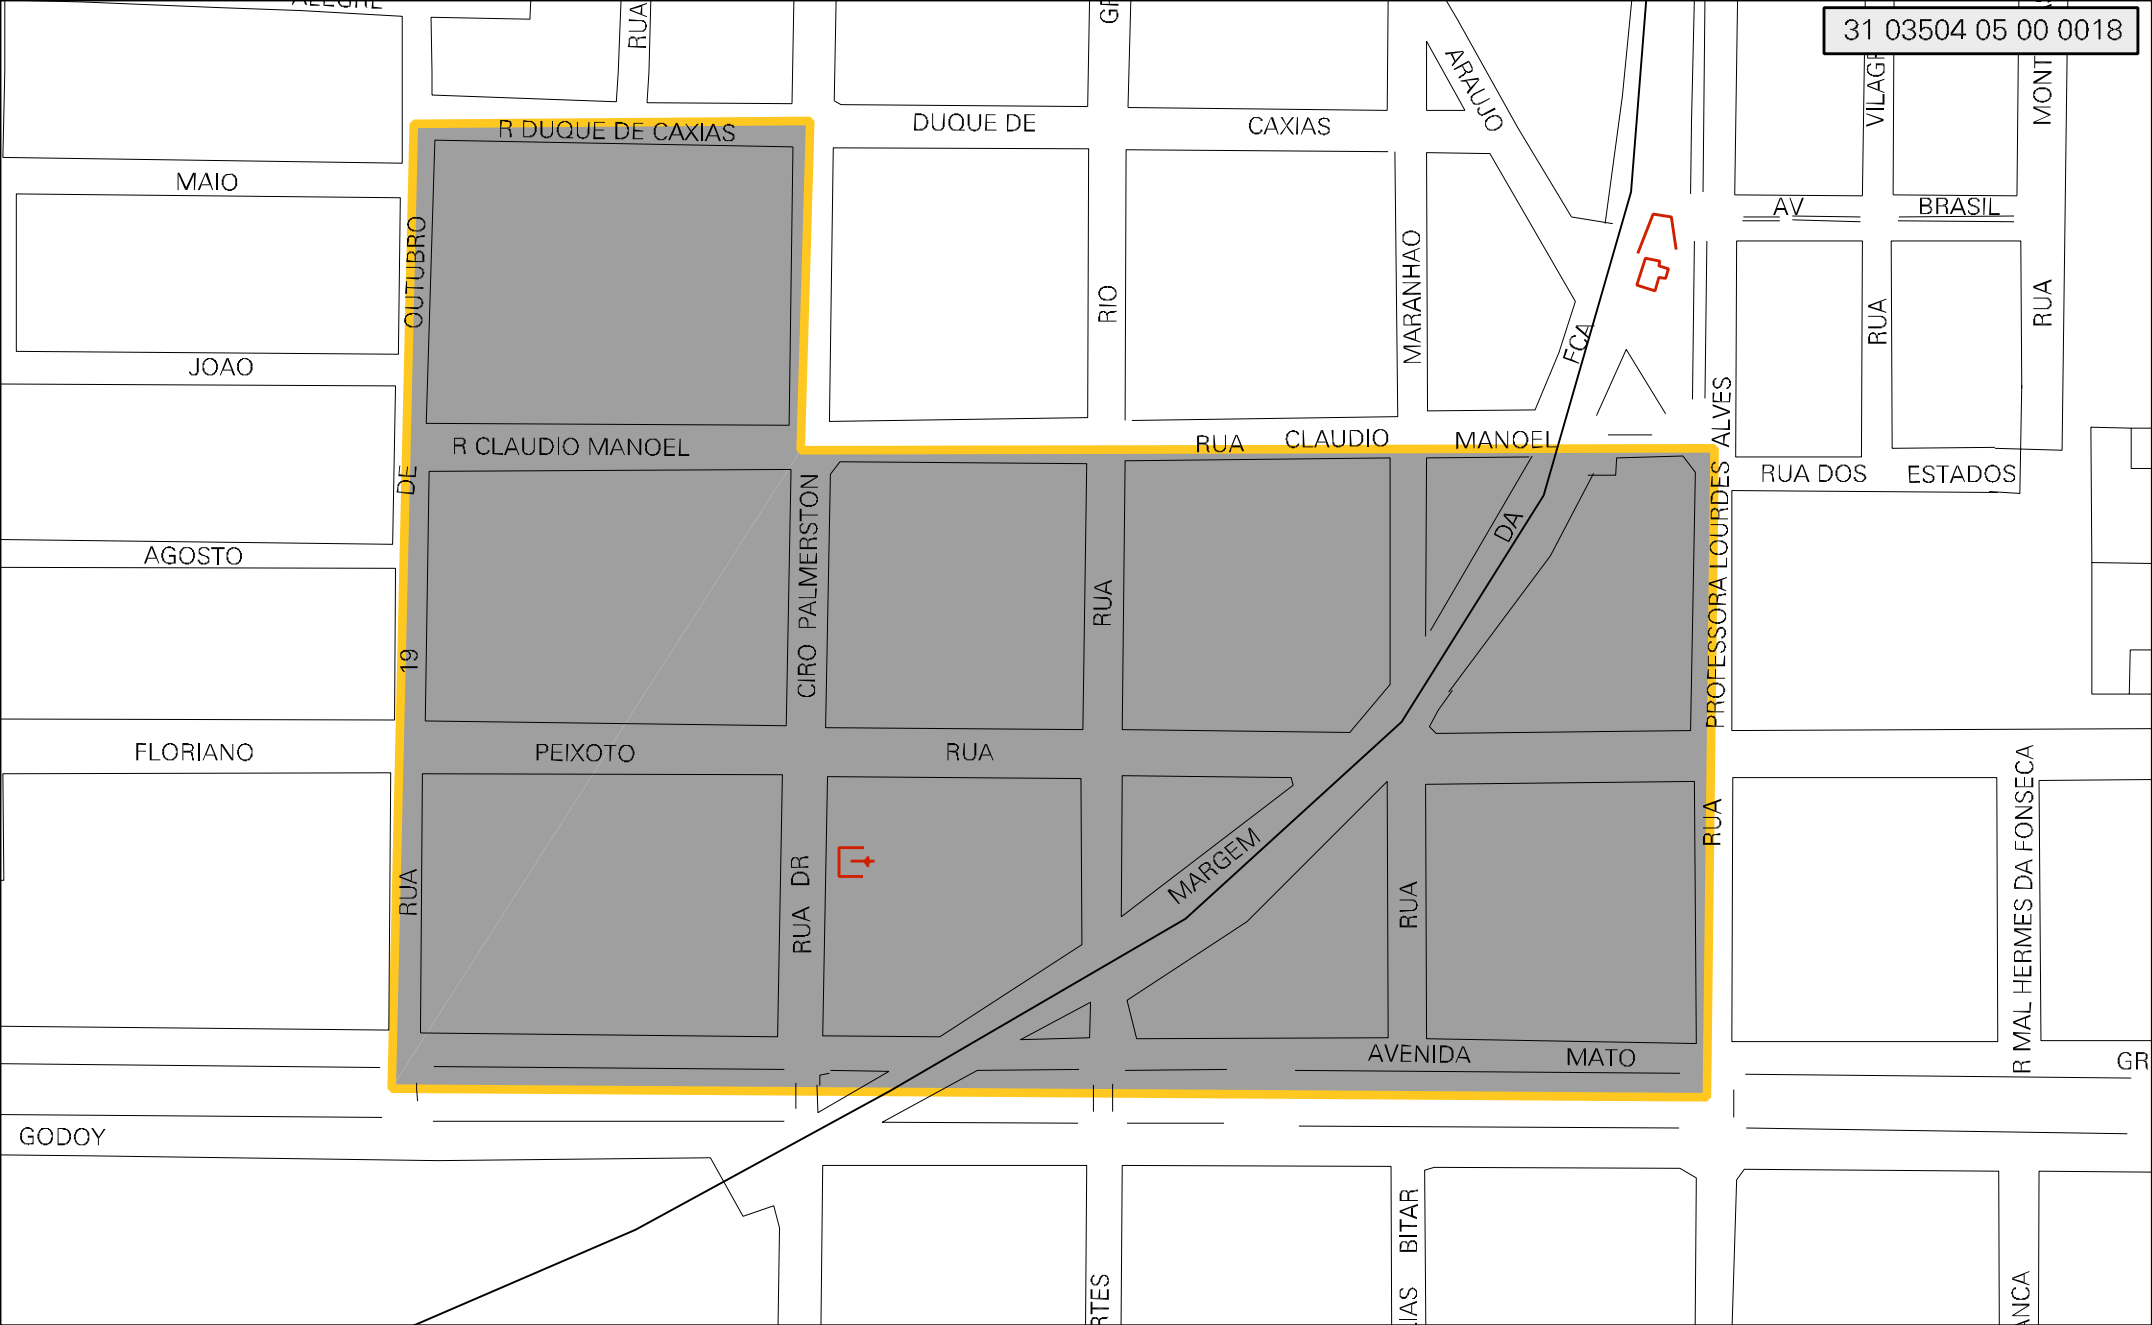 31 03504 05 00 0018
ALEGRE
RUA
ARAUJO
R DUQUE DE CAXIAS
DUQUE DE
CAXIAS
MAIO
AV
BRASIL
OUTUBRO
RIO
MARANHAO
FCA
RUA
RUA
JOAO
R CLAUDIO MANOEL
RUA
CLAUDIO
MANOEL
ALVES
DE
RUA DOS
ESTADOS
AGOSTO
CIRO PALMERSTON
RUA
DA
PROFESSORA LOURDES
19
FLORIANO
PEIXOTO
RUA
RUA
RUA DR
MARGEM
RUA
RUA
R MAL HERMES DA FONSECA
AVENIDA
MATO
GR
GODOY
BITAR